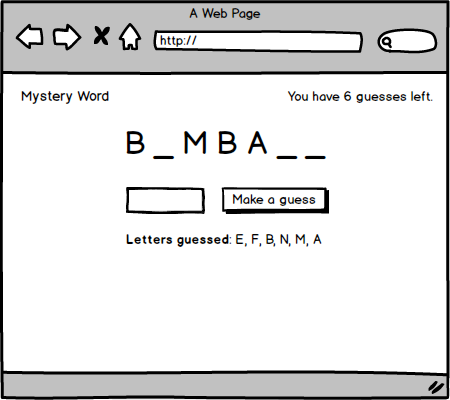 A Web Page
http://
Mystery Word
You have 6 guesses left.
B _ M B A _ _
Make a guess
Letters guessed: E, F, B, N, M, A